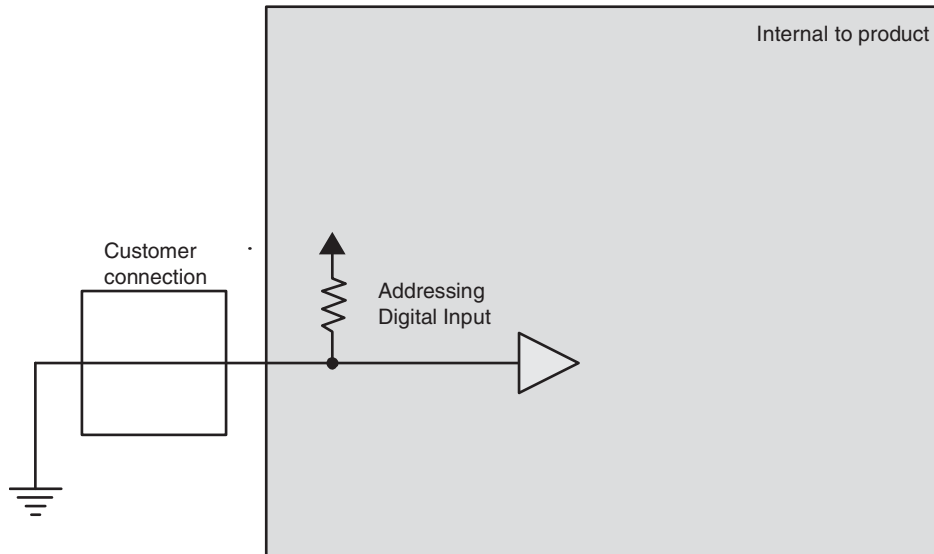 Internal to product
Customer
connection
Addressing
Digital Input